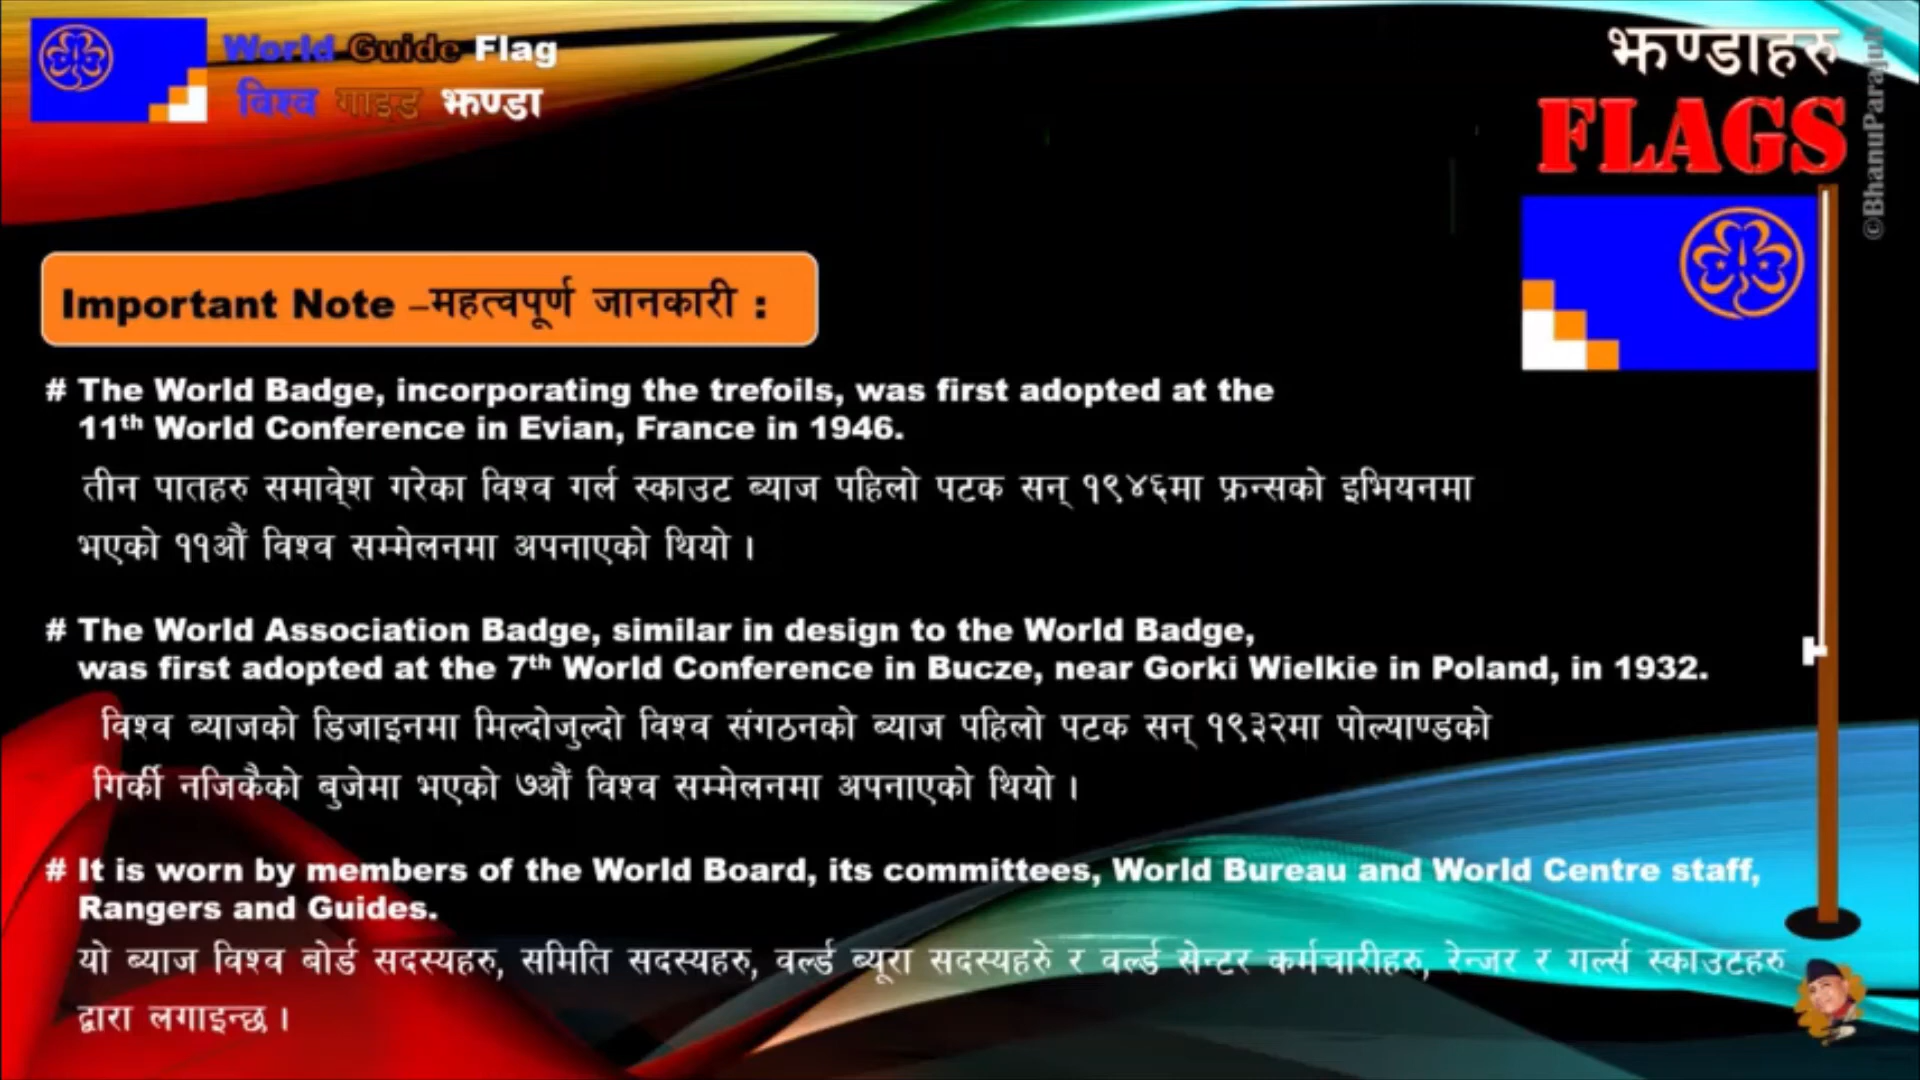 World Guide Flag
विश्व गाइड झण्डा
झण्डाहरु
FLAGS
©BhanuParajuli
Important Note –महत्वपूर्ण जानकारी :
# The World Badge, incorporating the trefoils, was first adopted at the
11th World Conference in Evian, France in 1946.
तीन पातहरु समावे्श गरेका विश्व गर्ल स्काउट ब्याज पहिलो पटक सन् १९४६मा फ्रन्सको इभियनमा
भएको ११औं विश्व सम्मेलनमा अपनाएको थियो ।
# The World Association Badge, similar in design to the World Badge,
was first adopted at the 7th World Conference in Bucze, near Gorki Wielkie in Poland, in 1932.
विश्व ब्याजको डिजाइनमा मिल्दोजुल्दो विश्व संगठनको ब्याज पहिलो पटक सन् १९३२मा पोल्याण्डको
गिर्की नजिकैको बुजेमा भएको ७औं विश्व सम्मेलनमा अपनाएको थियो ।
# It is worn by members of the World Board, its committees, World Bureau and World Centre staff,
Rangers and Guides.
यो ब्याज विश्व बोर्ड सदस्यहरु, समिति सदस्यहरु, वर्ल्ड ब्यूरा सदस्यहरुे र वर्ल्ड सेन्टर कर्मचारीहरु, रेन्जर र गर्ल्स स्काउटहरु
द्वारा लगाइन्छ ।